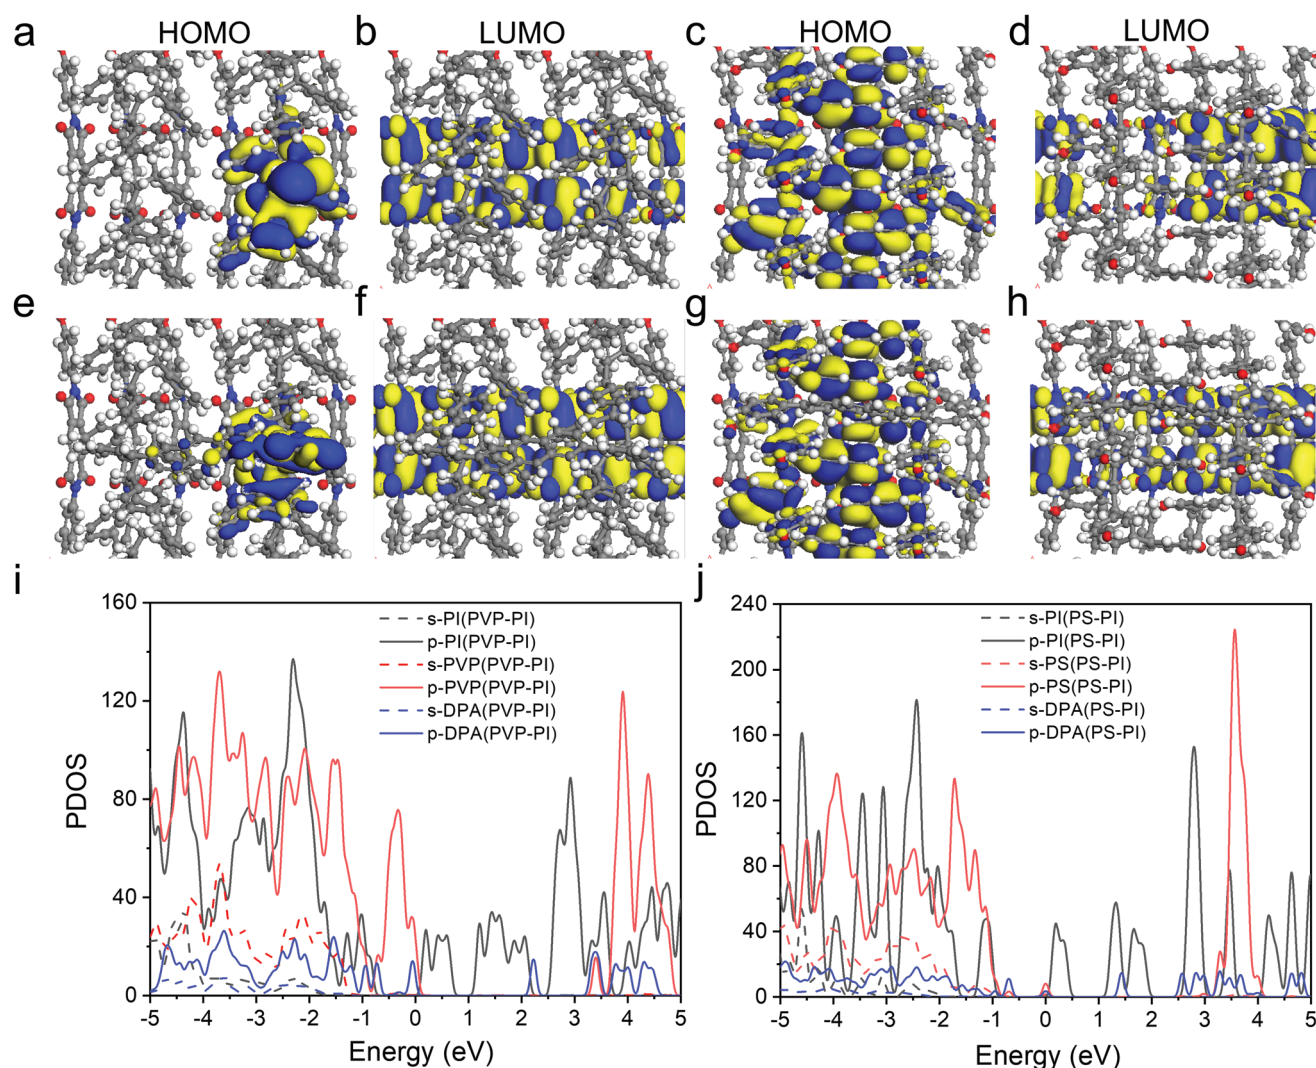 a HOMO b LUMO c HOMO d LUMO
e f g h
i j
160
120
80
40
0
-5 -4 -3 -2 -1 0 1 2 3 4 5
PDOS
Energy (eV)
s-PI(PVP-PI)
p-PI(PVP-PI)
s-PVP(PVP-PI)
p-PVP(PVP-PI)
s-DPA(PVP-PI)
p-DPA(PVP-PI)
240
200
160
120
80
40
0
-5 -4 -3 -2 -1 0 1 2 3 4 5
PDOS
Energy (eV)
s-PI(PS-PI)
p-PI(PS-PI)
s-PS(PS-PI)
p-PS(PS-PI)
s-DPA(PS-PI)
p-DPA(PS-PI)